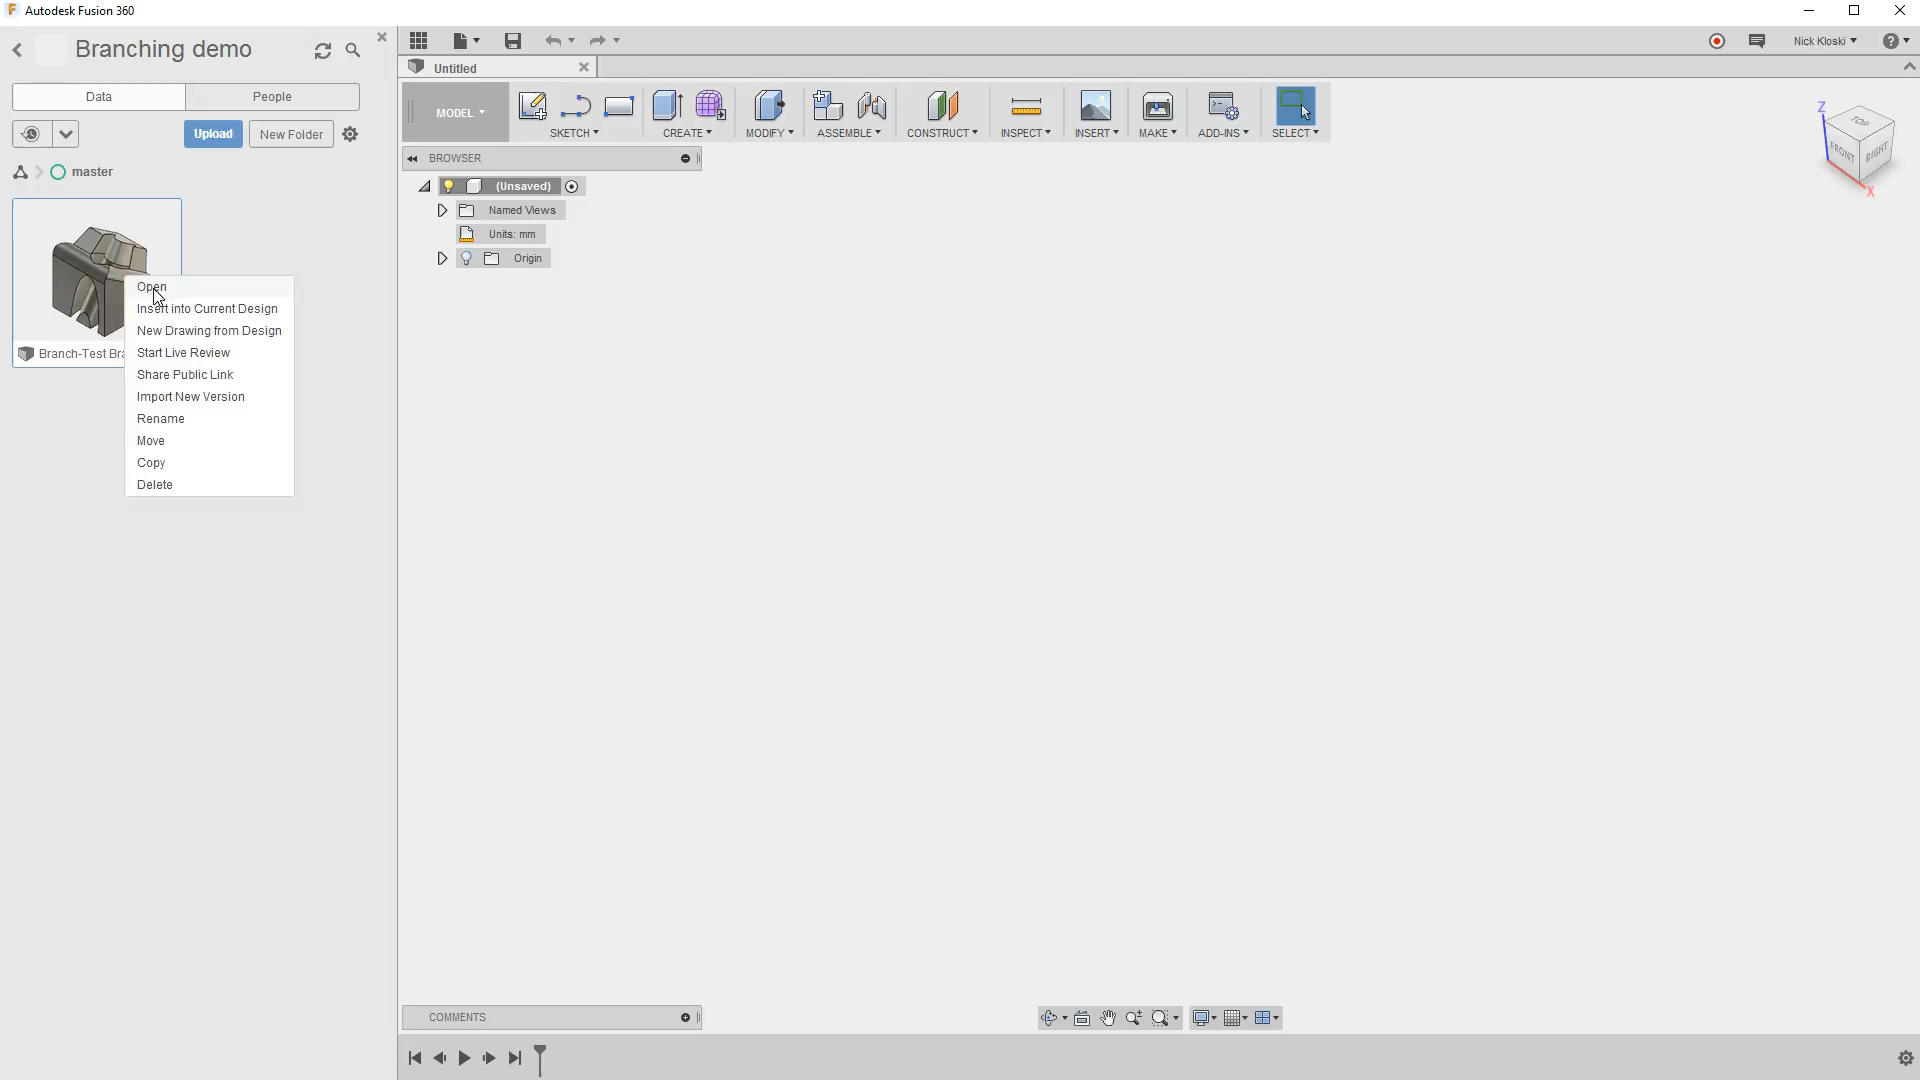 Autodesk Fusion 360
Branching demo
Nick Kloski
Untitled
Data
People
MODEL
SKETCH
CREATE
MODIFY
ASSEMBLE
CONSTRUCT
INSPECT
INSERT
MAKE
ADD-INS
SELECT
Upload
New Folder
Z
TOP
FRONT
RIGHT
X
BROWSER
master
(Unsaved)
Named Views
Units: mm
Origin
Open
Insert into Current Design
New Drawing from Design
Start Live Review
Branch-Test Bra
Share Public Link
Import New Version
Rename
Move
Copy
Delete
COMMENTS